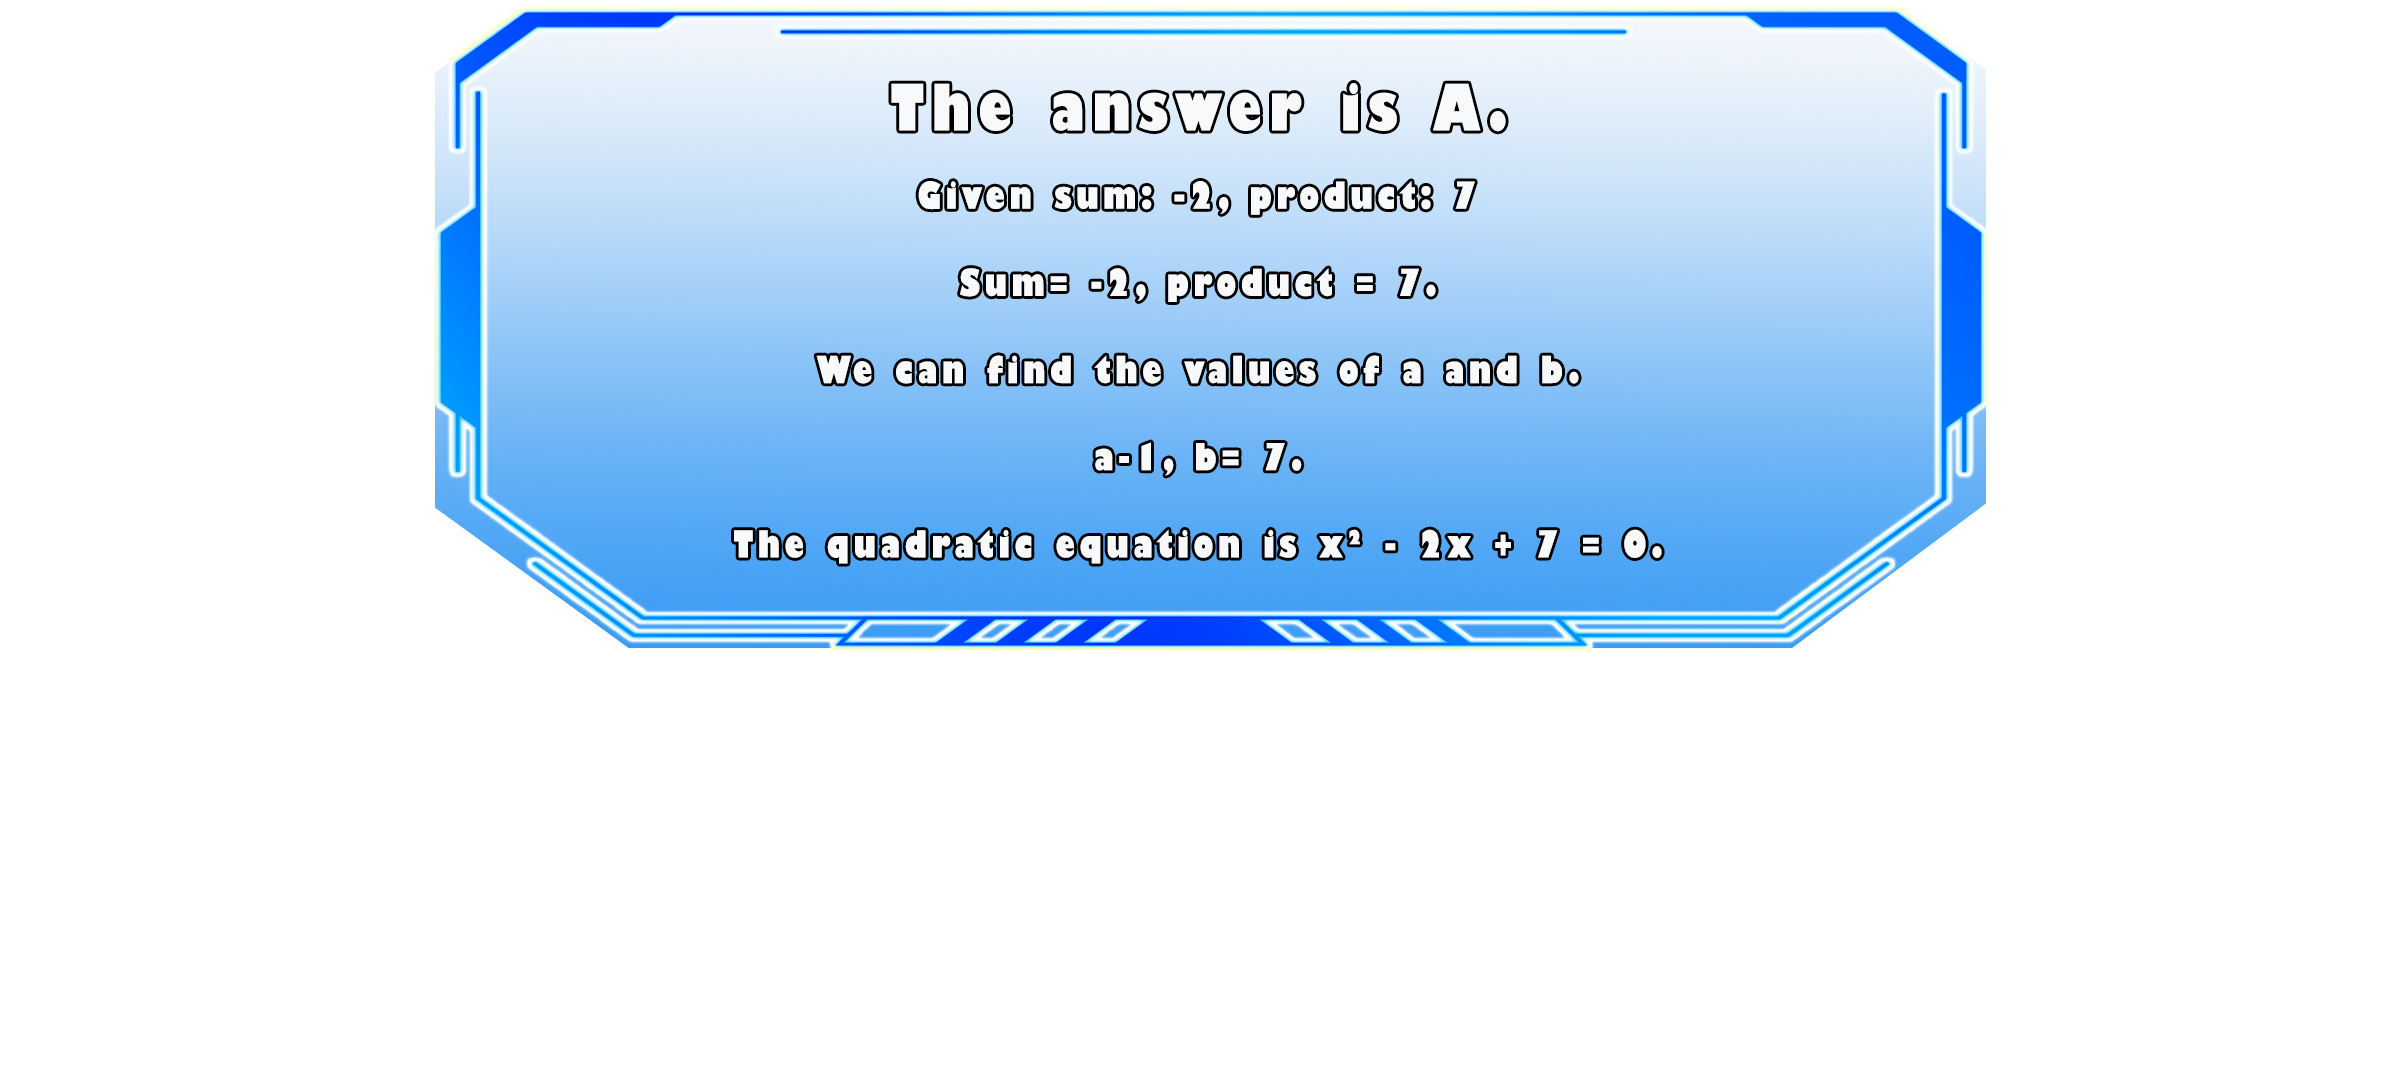 The answer is A.
Given sum: -2, product: 7
Sum= -2, product = 7.
We can find the values of a and b.
a-1, b= 7.
The quadratic equation is x² - 2x + 7 = 0.